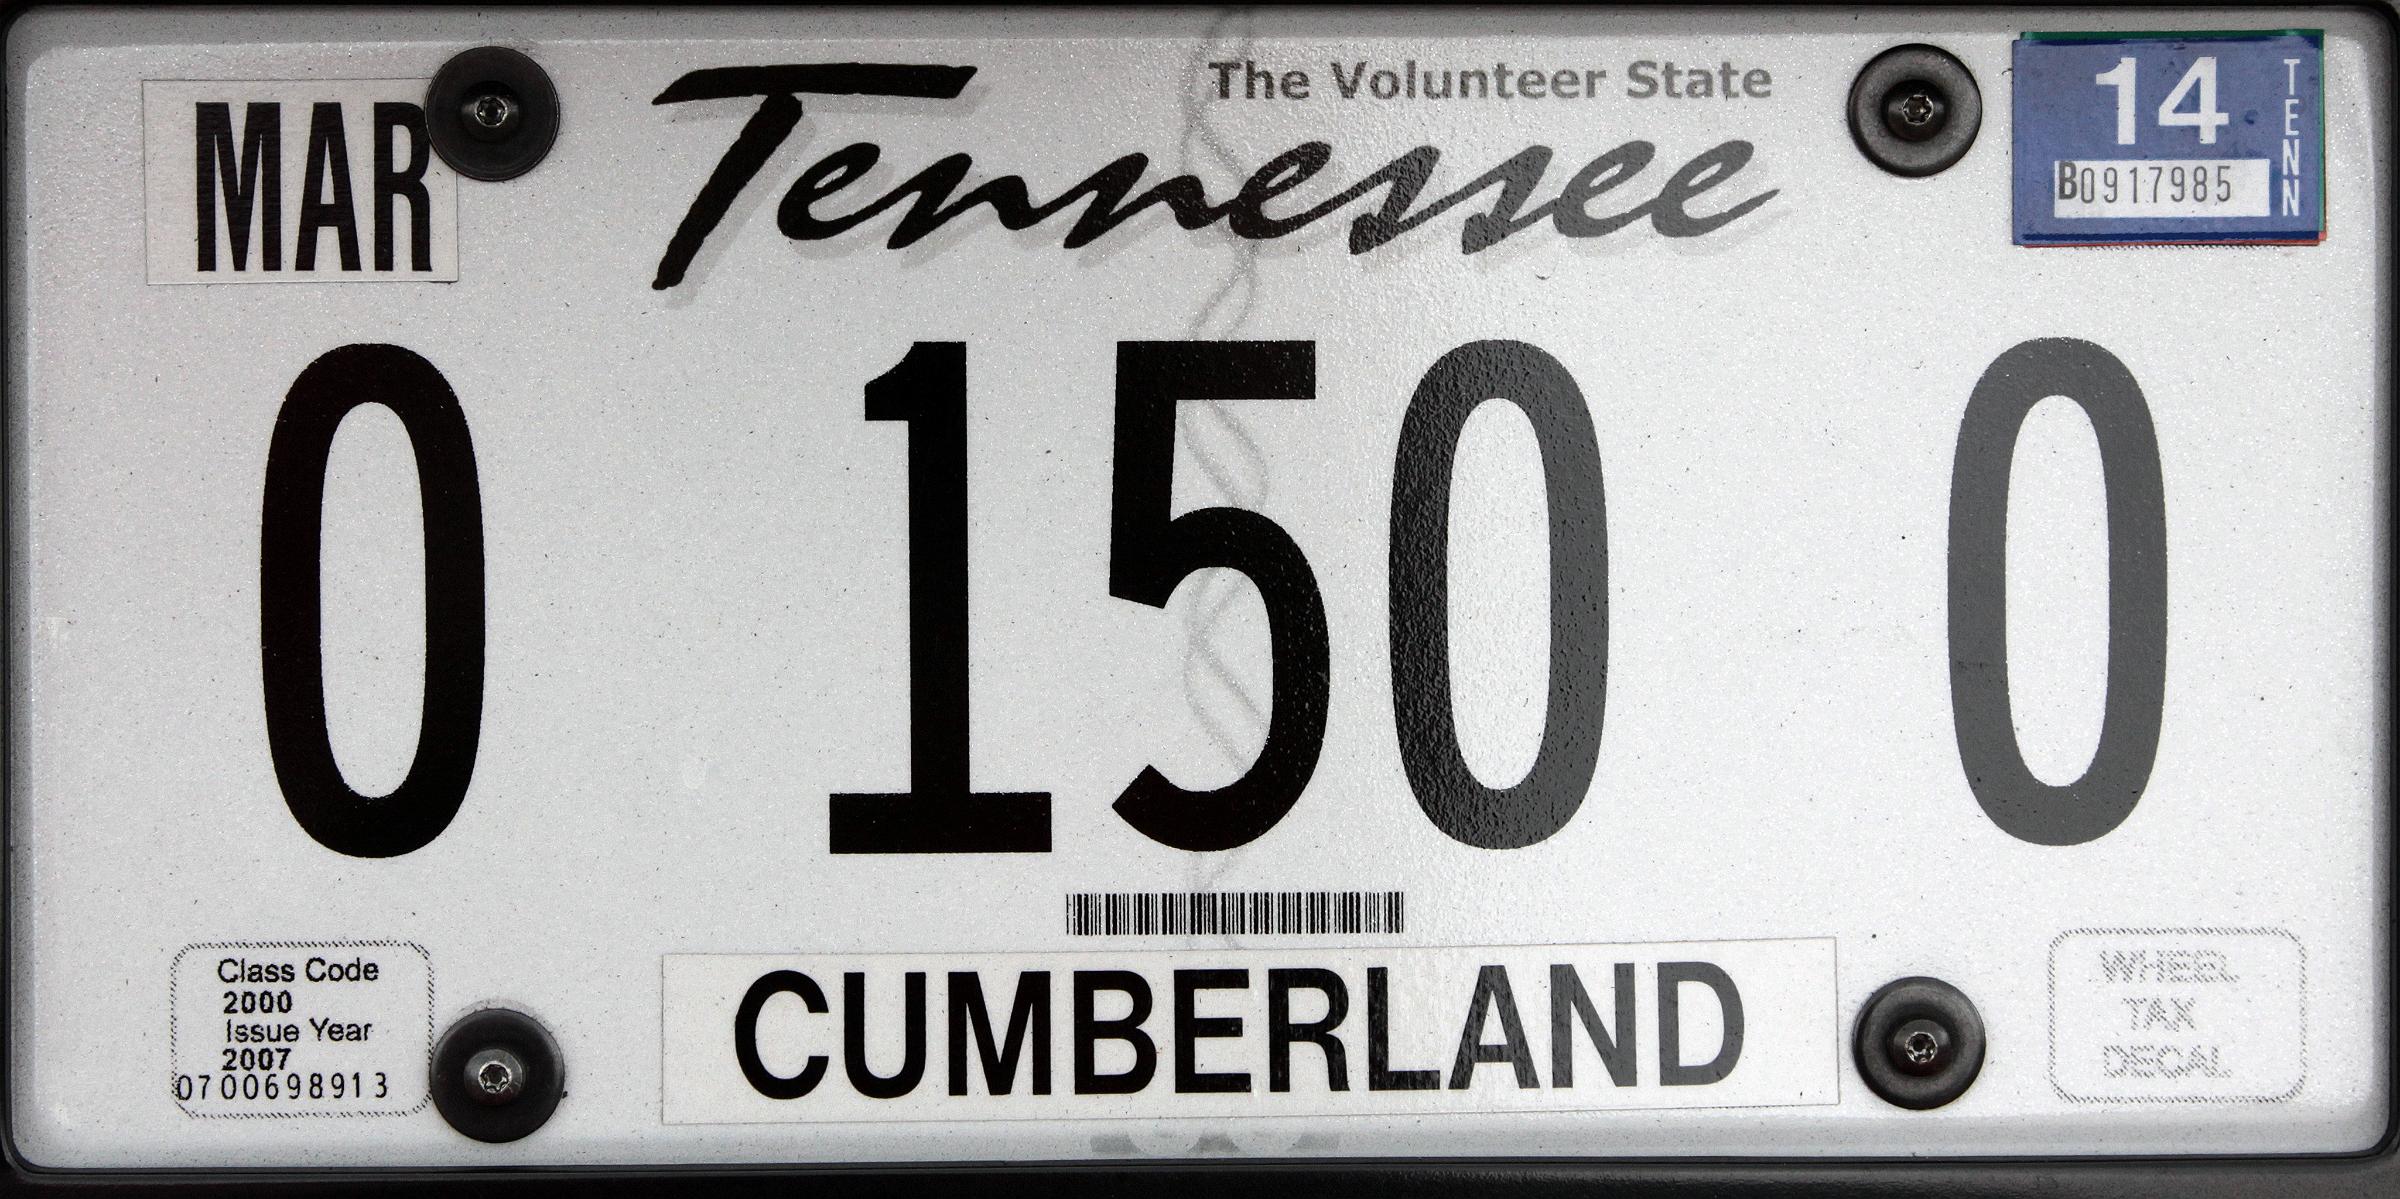 The Volunteer State
MAR
Tennessee
14
TENN
B0917985
0 150 0
Class Code
2000
Issue Year
2007
0700698913
CUMBERLAND
WHEEL
TAX
DECAL